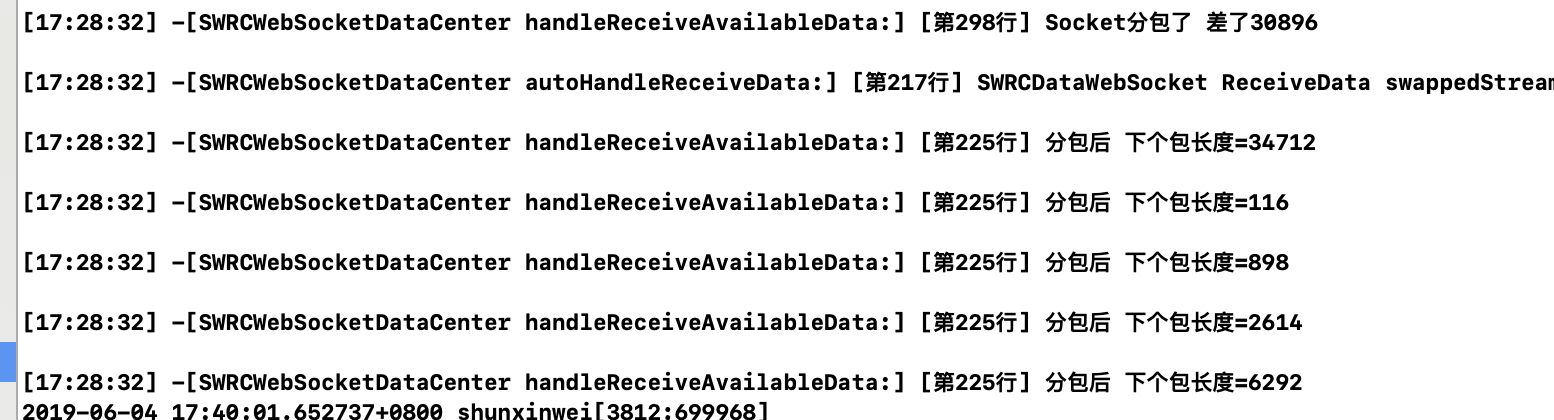 [17:28:32] -[SWRCWebSocketDataCenter handleReceiveAvailableData:] [第298行] Socket分包了 差了30896
[17:28:32] -[SWRCWebSocketDataCenter autoHandleReceiveData:] [第217行] SWRCDataWebSocket ReceiveData swappedStream
[17:28:32] -[SWRCWebSocketDataCenter handleReceiveAvailableData:] [第225行] 分包后 下个包长度=34712
[17:28:32] -[SWRCWebSocketDataCenter handleReceiveAvailableData:] [第225行] 分包后 下个包长度=116
[17:28:32] -[SWRCWebSocketDataCenter handleReceiveAvailableData:] [第225行] 分包后 下个包长度=898
[17:28:32] -[SWRCWebSocketDataCenter handleReceiveAvailableData:] [第225行] 分包后 下个包长度=2614
[17:28:32] -[SWRCWebSocketDataCenter handleReceiveAvailableData:] [第225行] 分包后 下个包长度=6292
2019-06-04 17:40:01.652737+0800 shunxinwei[3812:699968]